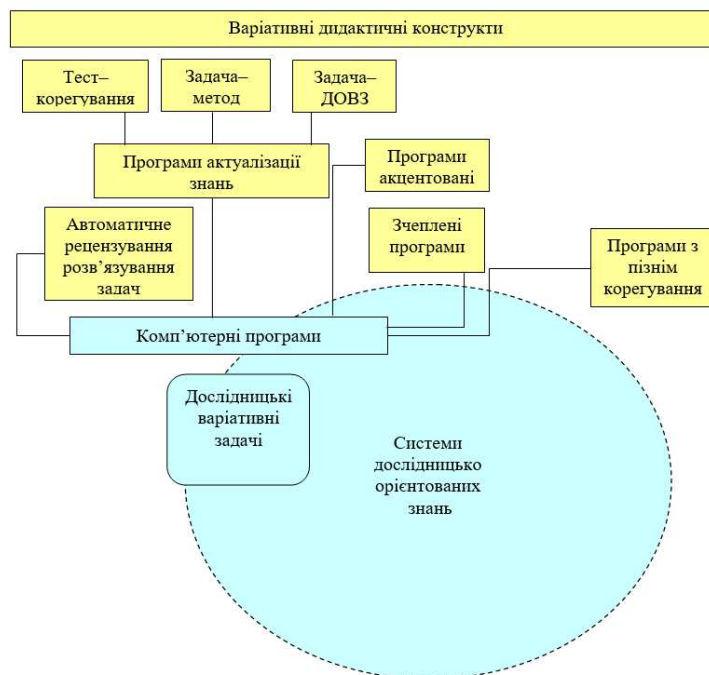 Варіативні дидактичні конструкти
Тест–
корегування
Задача–
метод
Задача–
ДОВЗ
Програми актуалізації
знань
Програми
акцентовані
Автоматичне
рецензування
розв’язування
задач
Зчеплені
програми
Програми з
пізнім
корегування
Комп’ютерні програми
Дослідницькі
варіативні
задачі
Системи
дослідницько
орієнтованих
знань